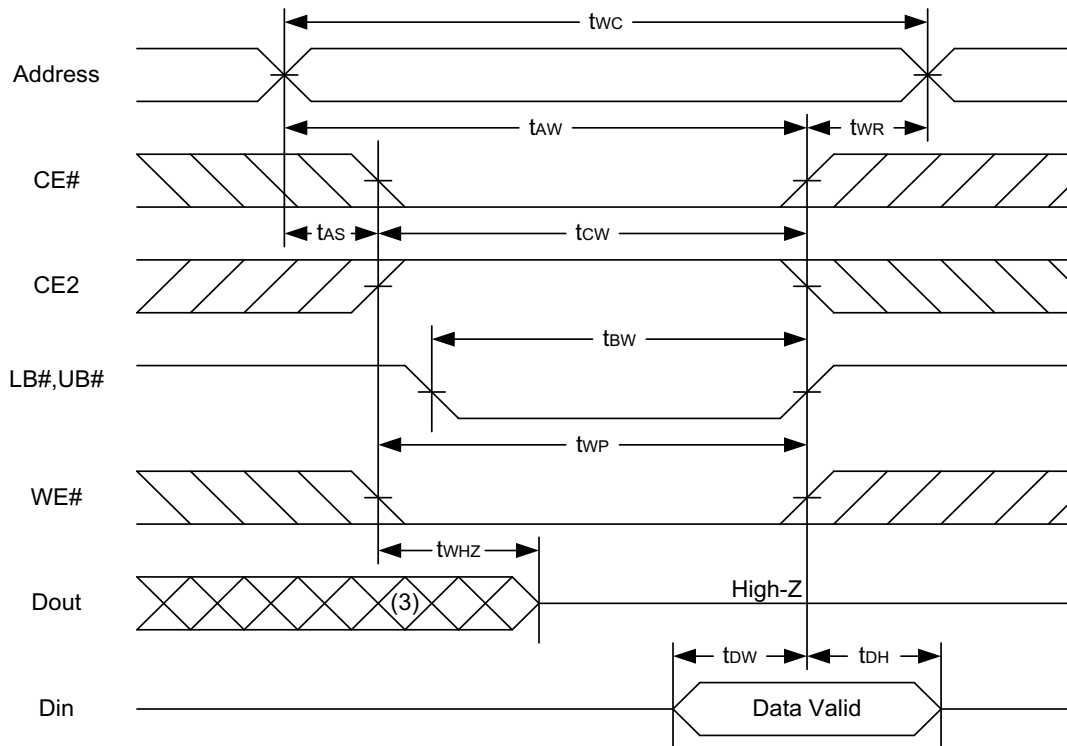 tWC
Address
tAW
tWR
CE#
tAS
tCW
CE2
tBW
LB#,UB#
tWP
WE#
tWHZ
Dout
(3)
High-Z
tDW
tDH
Din
Data Valid